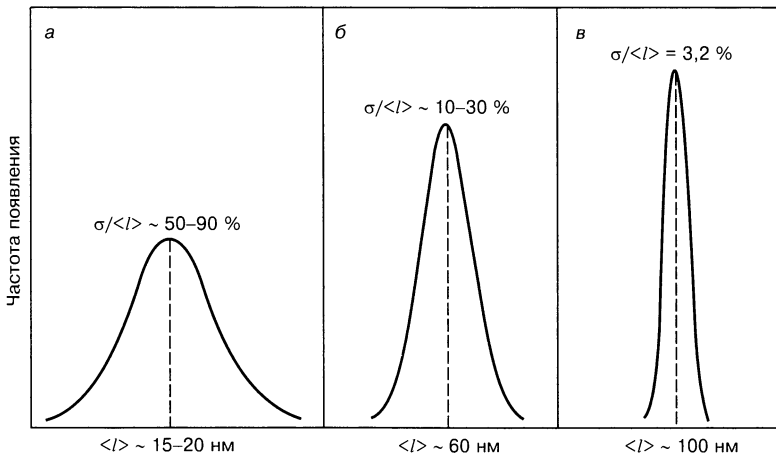 а
б
в
σ/<l> ~ 50–90 %
σ/<l> ~ 10–30 %
σ/<l> = 3,2 %
Частота появления
<l> ~ 15–20 нм
<l> ~ 60 нм
<l> ~ 100 нм